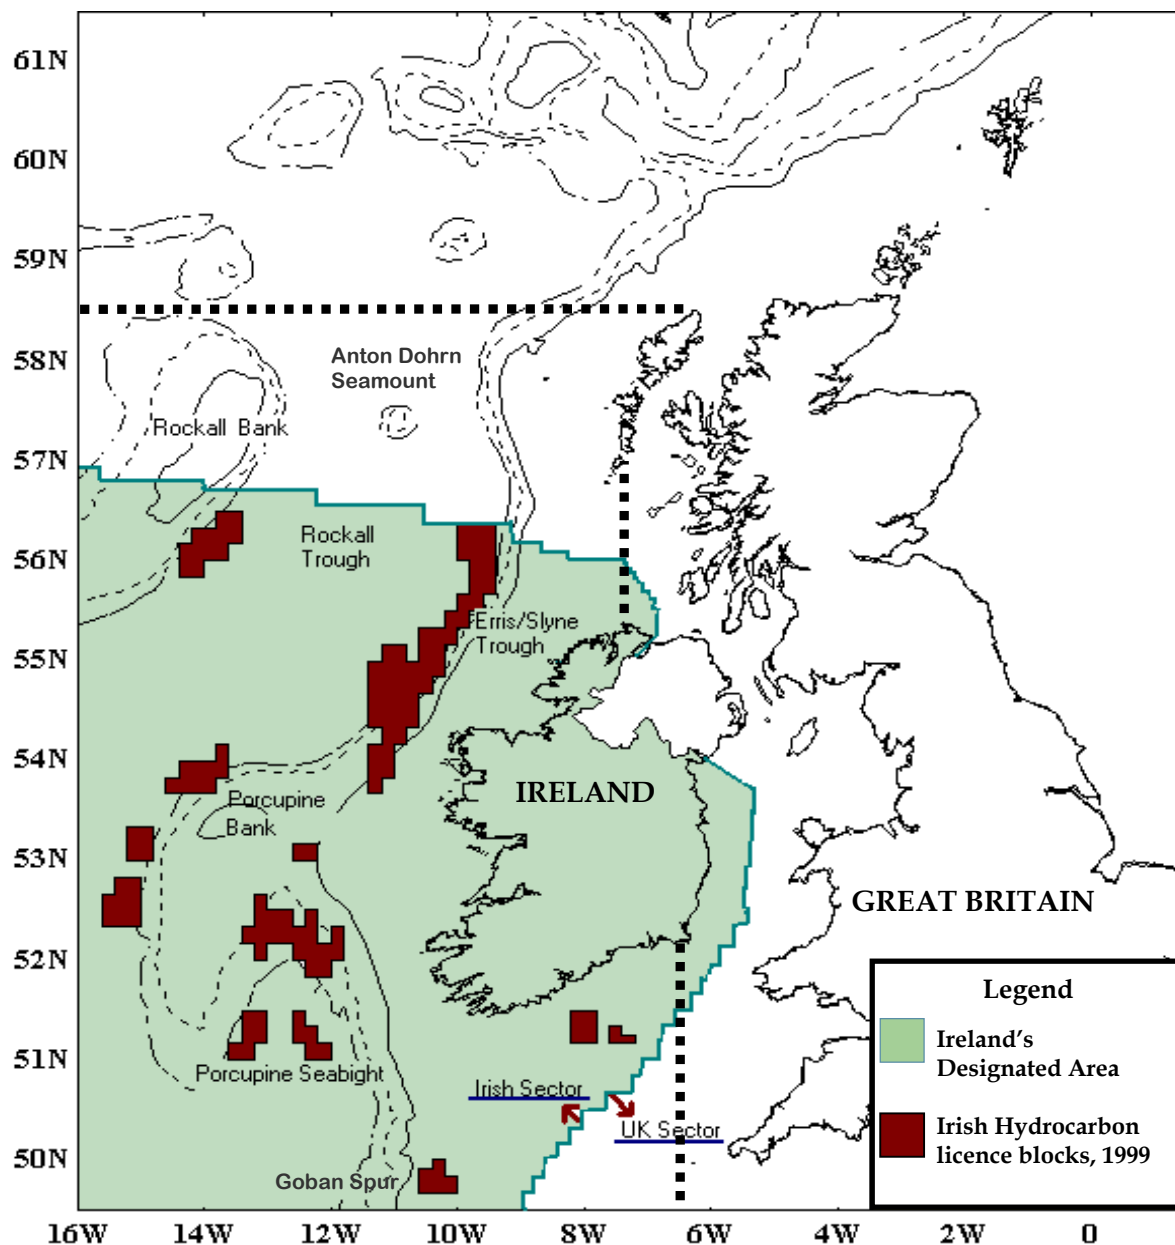 61N
60N
59N
58N
57N
56N
55N
54N
53N
52N
51N
50N
Anton Dohrn
Seamount
Rockall Bank
Rockall
Trough
Erris/Slyne
Trough
IRELAND
Porcupine
Bank
GREAT BRITAIN
Porcupine Seabight
Irish Sector
UK Sector
Goban Spur
Legend
Ireland's
Designated Area
Irish Hydrocarbon
licence blocks, 1999
16W
14W
12W
10W
8W
6W
4W
2W
0